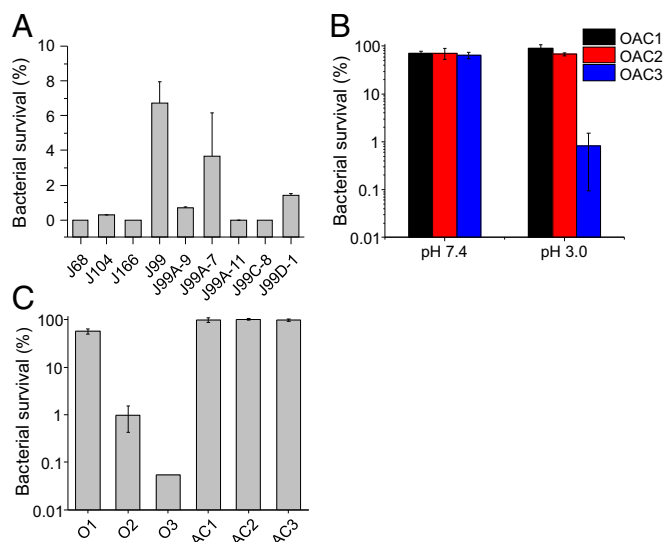 A
Bacterial survival (%)
10
8
6
4
2
0
J68
J104
J166
J99
J99A-9
J99A-7
J99A-11
J99C-8
J99D-1
B
Bacterial survival (%)
100
10
1
0.1
0.01
pH 7.4
pH 3.0
OAC1
OAC2
OAC3
C
Bacterial survival (%)
100
10
1
0.1
0.01
O1
O2
O3
AC1
AC2
AC3